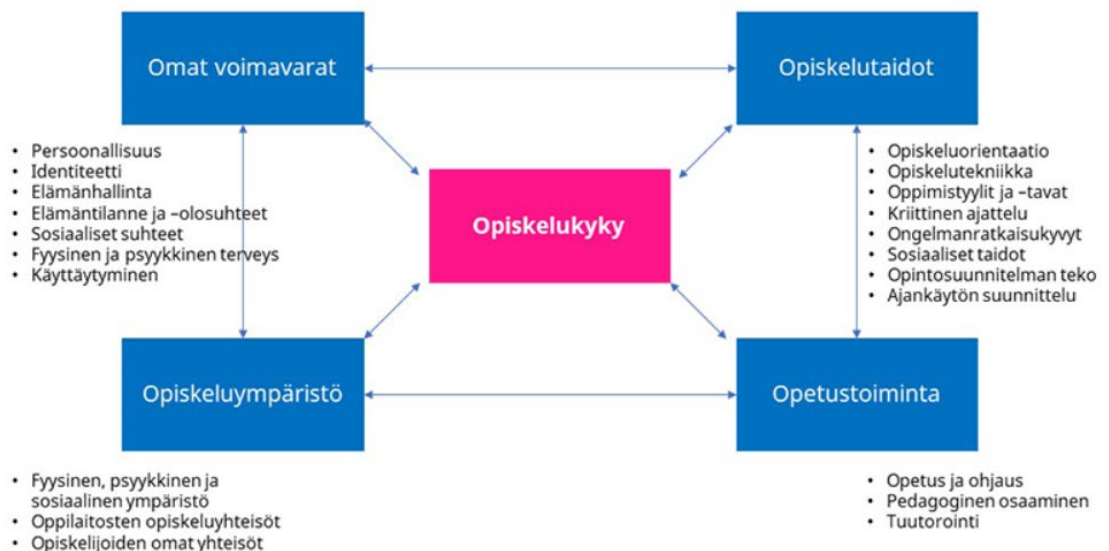 Omat voimavarat
Opiskelutaidot
• Persoonallisuus
• Identiteetti
• Elämänhallinta
• Elämäntilanne ja –olosuhteet
• Sosiaaliset suhteet
• Fyysinen ja psyykkinen terveys
• Käyttäytyminen
Opiskelukyky
• Opiskeluorientaatio
• Opiskelutekniikka
• Oppimistyylit ja –tavat
• Kriittinen ajattelu
• Ongelmanratkaisukyvyt
• Sosiaaliset taidot
• Opintosuunnitelman teko
• Ajankäytön suunnittelu
Opiskeluympäristö
Opetustoiminta
• Fyysinen, psyykkinen ja
sosiaalinen ympäristö
• Oppilaitosten opiskeluyhteisöt
• Opiskelijoiden omat yhteisöt
• Opetus ja ohjaus
• Pedagoginen osaaminen
• Tuutorointi